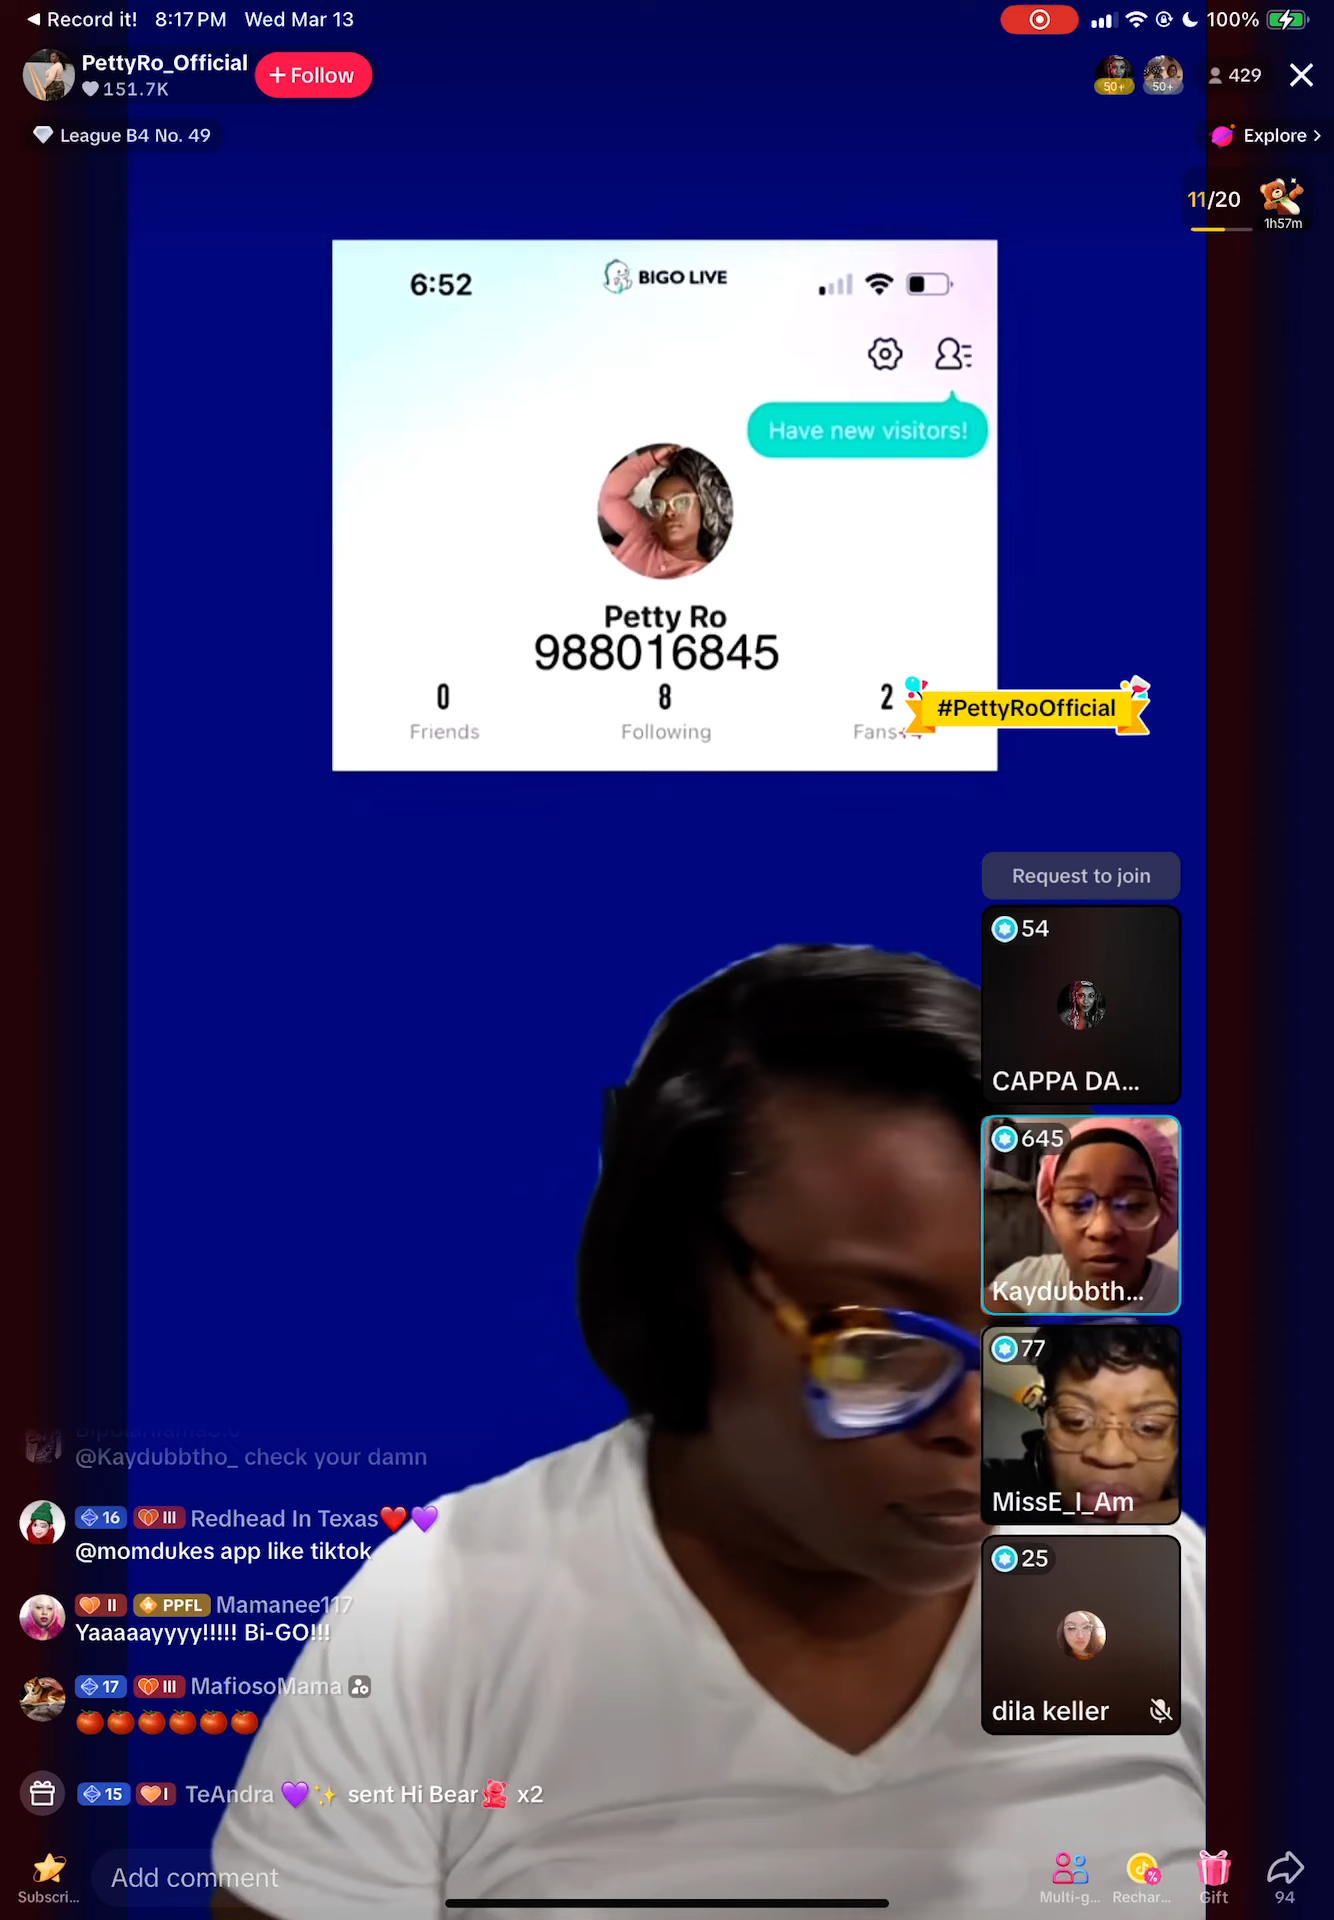 Record it! 8:17 PM Wed Mar 13
100%
PettyRo_Official
151.7K
+ Follow
50+
50+
429
League B4 No. 49
Explore >
11/20
1h57m
6:52
BIGO LIVE
Have new visitors!
Petty Ro
988016845
0
8
2
Friends
Following
Fans
#PettyRoOfficial
Request to join
54
CAPPA DA...
645
Kaydubbth...
77
MissE_I_Am
25
dila keller
@Kaydubbtho_ check your damn
16 III Redhead In Texas❤️💜
@momdukes app like tiktok
II PPFL Mamanee117
Yaaaaayyyy!!!!! Bi-GO!!!
17 III MafiosoMama
🍅🍅🍅🍅🍅🍅
15 I TeAndra 💜✨ sent Hi Bear x2
Add comment
Subscri...
Multi-g...
Rechar...
Gift
94